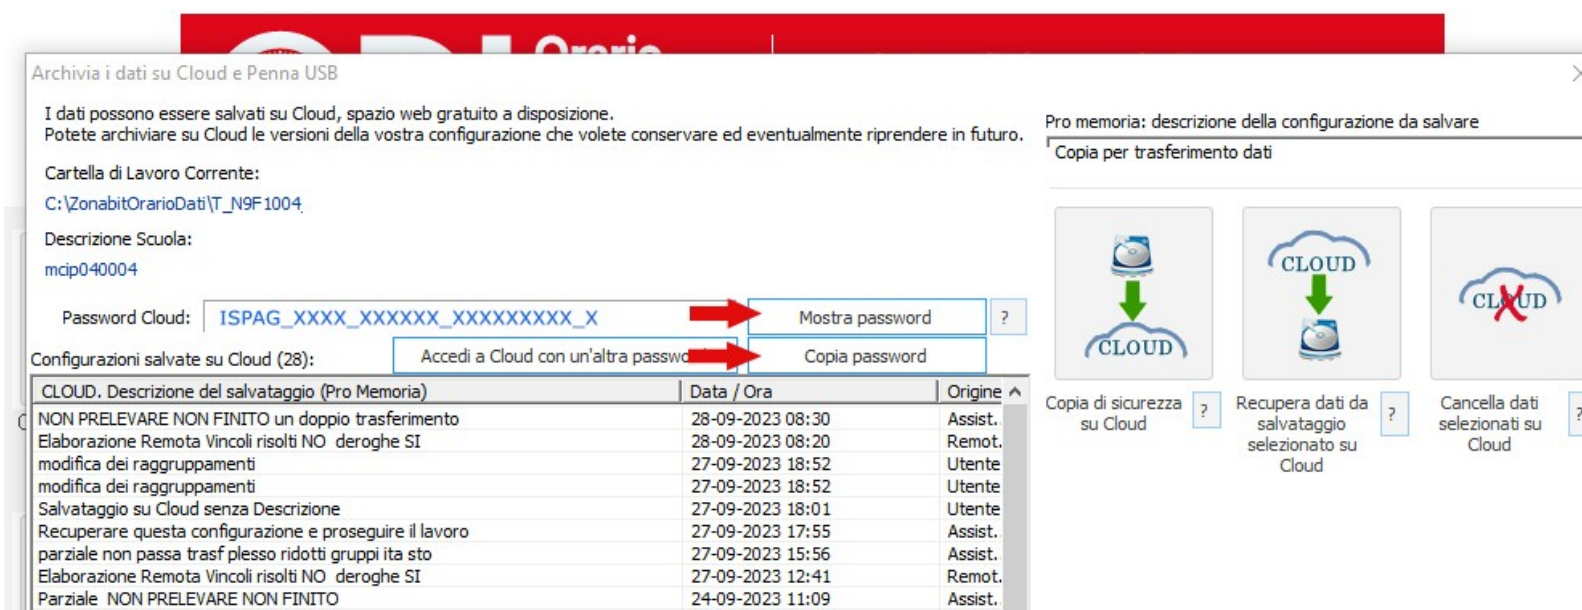 Orario
Archivia i dati su Cloud e Penna USB
I dati possono essere salvati su Cloud, spazio web gratuito a disposizione.
Potete archiviare su Cloud le versioni della vostra configurazione che volete conservare ed eventualmente riprendere in futuro.
Cartella di Lavoro Corrente:
C:\ZonabitOrarioDati\T_N9F1004
Descrizione Scuola:
mcip040004
Password Cloud: ISPAG_XXXX_XXXXXX_XXXXXXXXX_X Mostra password ?
Configurazioni salvate su Cloud (28): Accedi a Cloud con un'altra Copia password
CLOUD. Descrizione del salvataggio (Pro Memoria) Data / Ora Origine
NON PRELEVARE NON FINITO un doppio trasferimento 28-09-2023 08:30 Assist.
Elaborazione Remota Vincoli risolti NO deroghe SI 28-09-2023 08:20 Remot.
modifica dei raggruppamenti 27-09-2023 18:52 Utente
modifica dei raggruppamenti 27-09-2023 18:52 Utente
Salvataggio su Cloud senza Descrizione 27-09-2023 18:01 Utente
Recuperare questa configurazione e proseguire il lavoro 27-09-2023 17:55 Assist.
parziale non passa trasf plesso ridotti gruppi ita sto 27-09-2023 15:56 Assist.
Elaborazione Remota Vincoli risolti NO deroghe SI 27-09-2023 12:41 Remot.
Parziale NON PRELEVARE NON FINITO 24-09-2023 11:09 Assist.
Pro memoria: descrizione della configurazione da salvare
Copia per trasferimento dati
CLOUD
CLOUD
CLOUD
Copia di sicurezza
su Cloud
?
Recupera dati da
salvataggio
selezionato su
Cloud
?
Cancella dati
selezionati su
Cloud
?